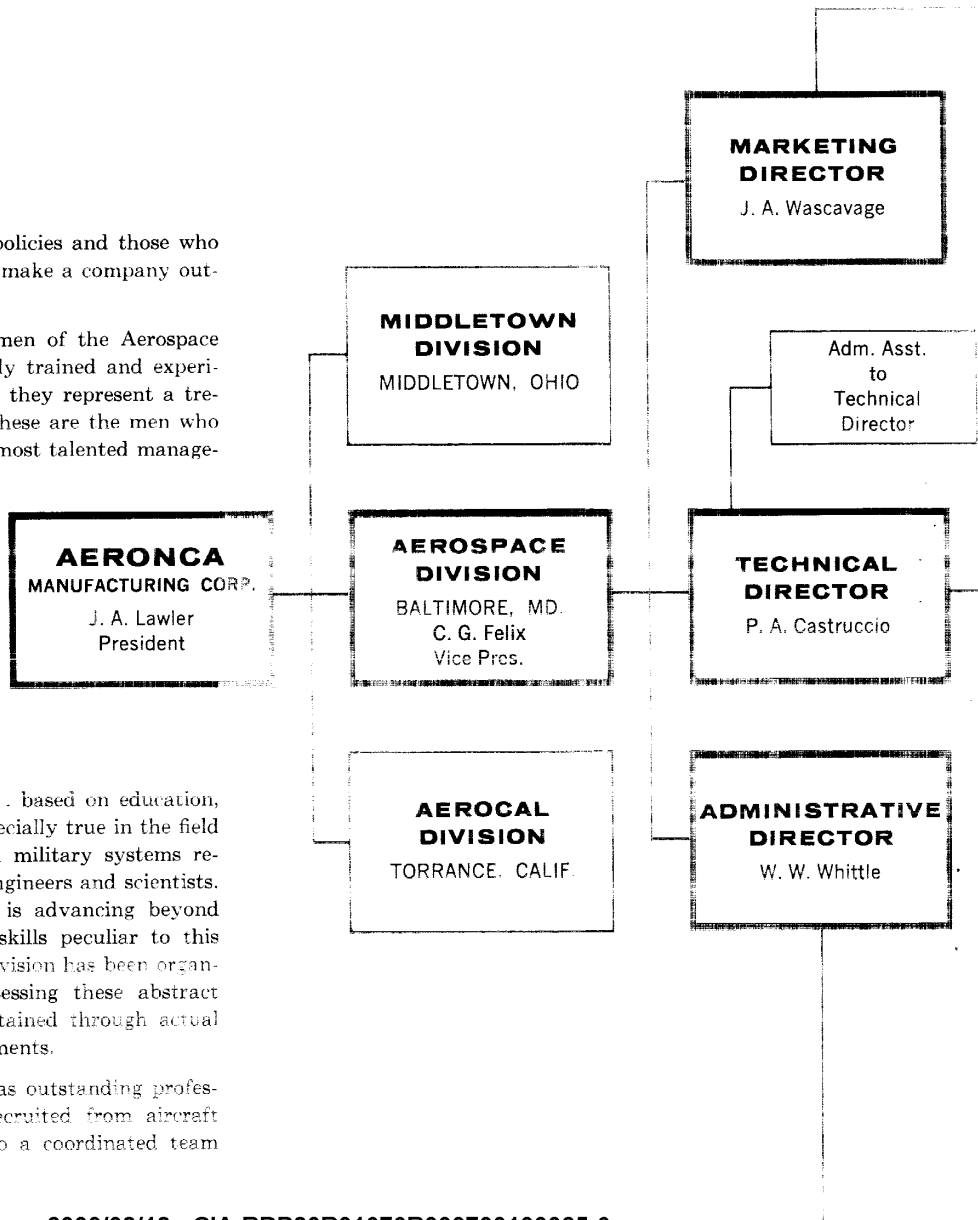 policies and those who
make a company out-
men of the Aerospace
ly trained and experi-
they represent a tre-
hese are the men who
most talented manage-
. based on education,
ecially true in the field
military systems re-
ngineers and scientists.
is advancing beyond
skills peculiar to this
vision has been organ-
essing these abstract
tained through actual
ments.
as outstanding profes-
ecruited from aircraft
o a coordinated team
AERONCA
MANUFACTURING CORP.
J. A. Lawler
President
MIDDLETOWN
DIVISION
MIDDLETOWN, OHIO
AEROSPACE
DIVISION
BALTIMORE, MD.
C. G. Felix
Vice Pres.
AEROCAL
DIVISION
TORRANCE, CALIF.
MARKETING
DIRECTOR
J. A. Wascavage
Adm. Asst.
to
Technical
Director
TECHNICAL
DIRECTOR
P. A. Castruccio
ADMINISTRATIVE
DIRECTOR
W. W. Whittle